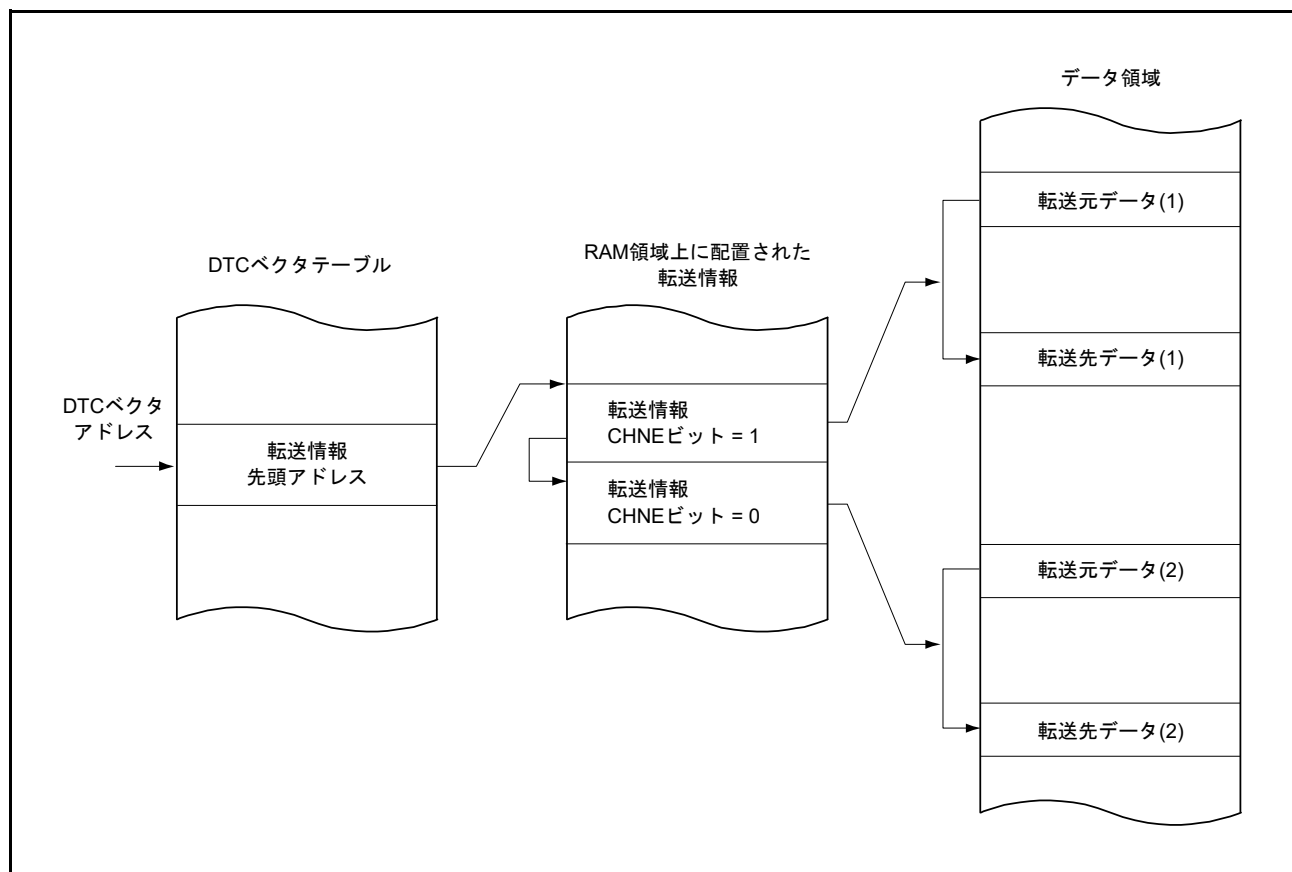 DTCベクタ
アドレス
DTCベクタテーブル
転送情報
先頭アドレス
RAM領域上に配置された
転送情報
転送情報
CHNEビット = 1
転送情報
CHNEビット = 0
データ領域
転送元データ(1)
転送先データ(1)
転送元データ(2)
転送先データ(2)